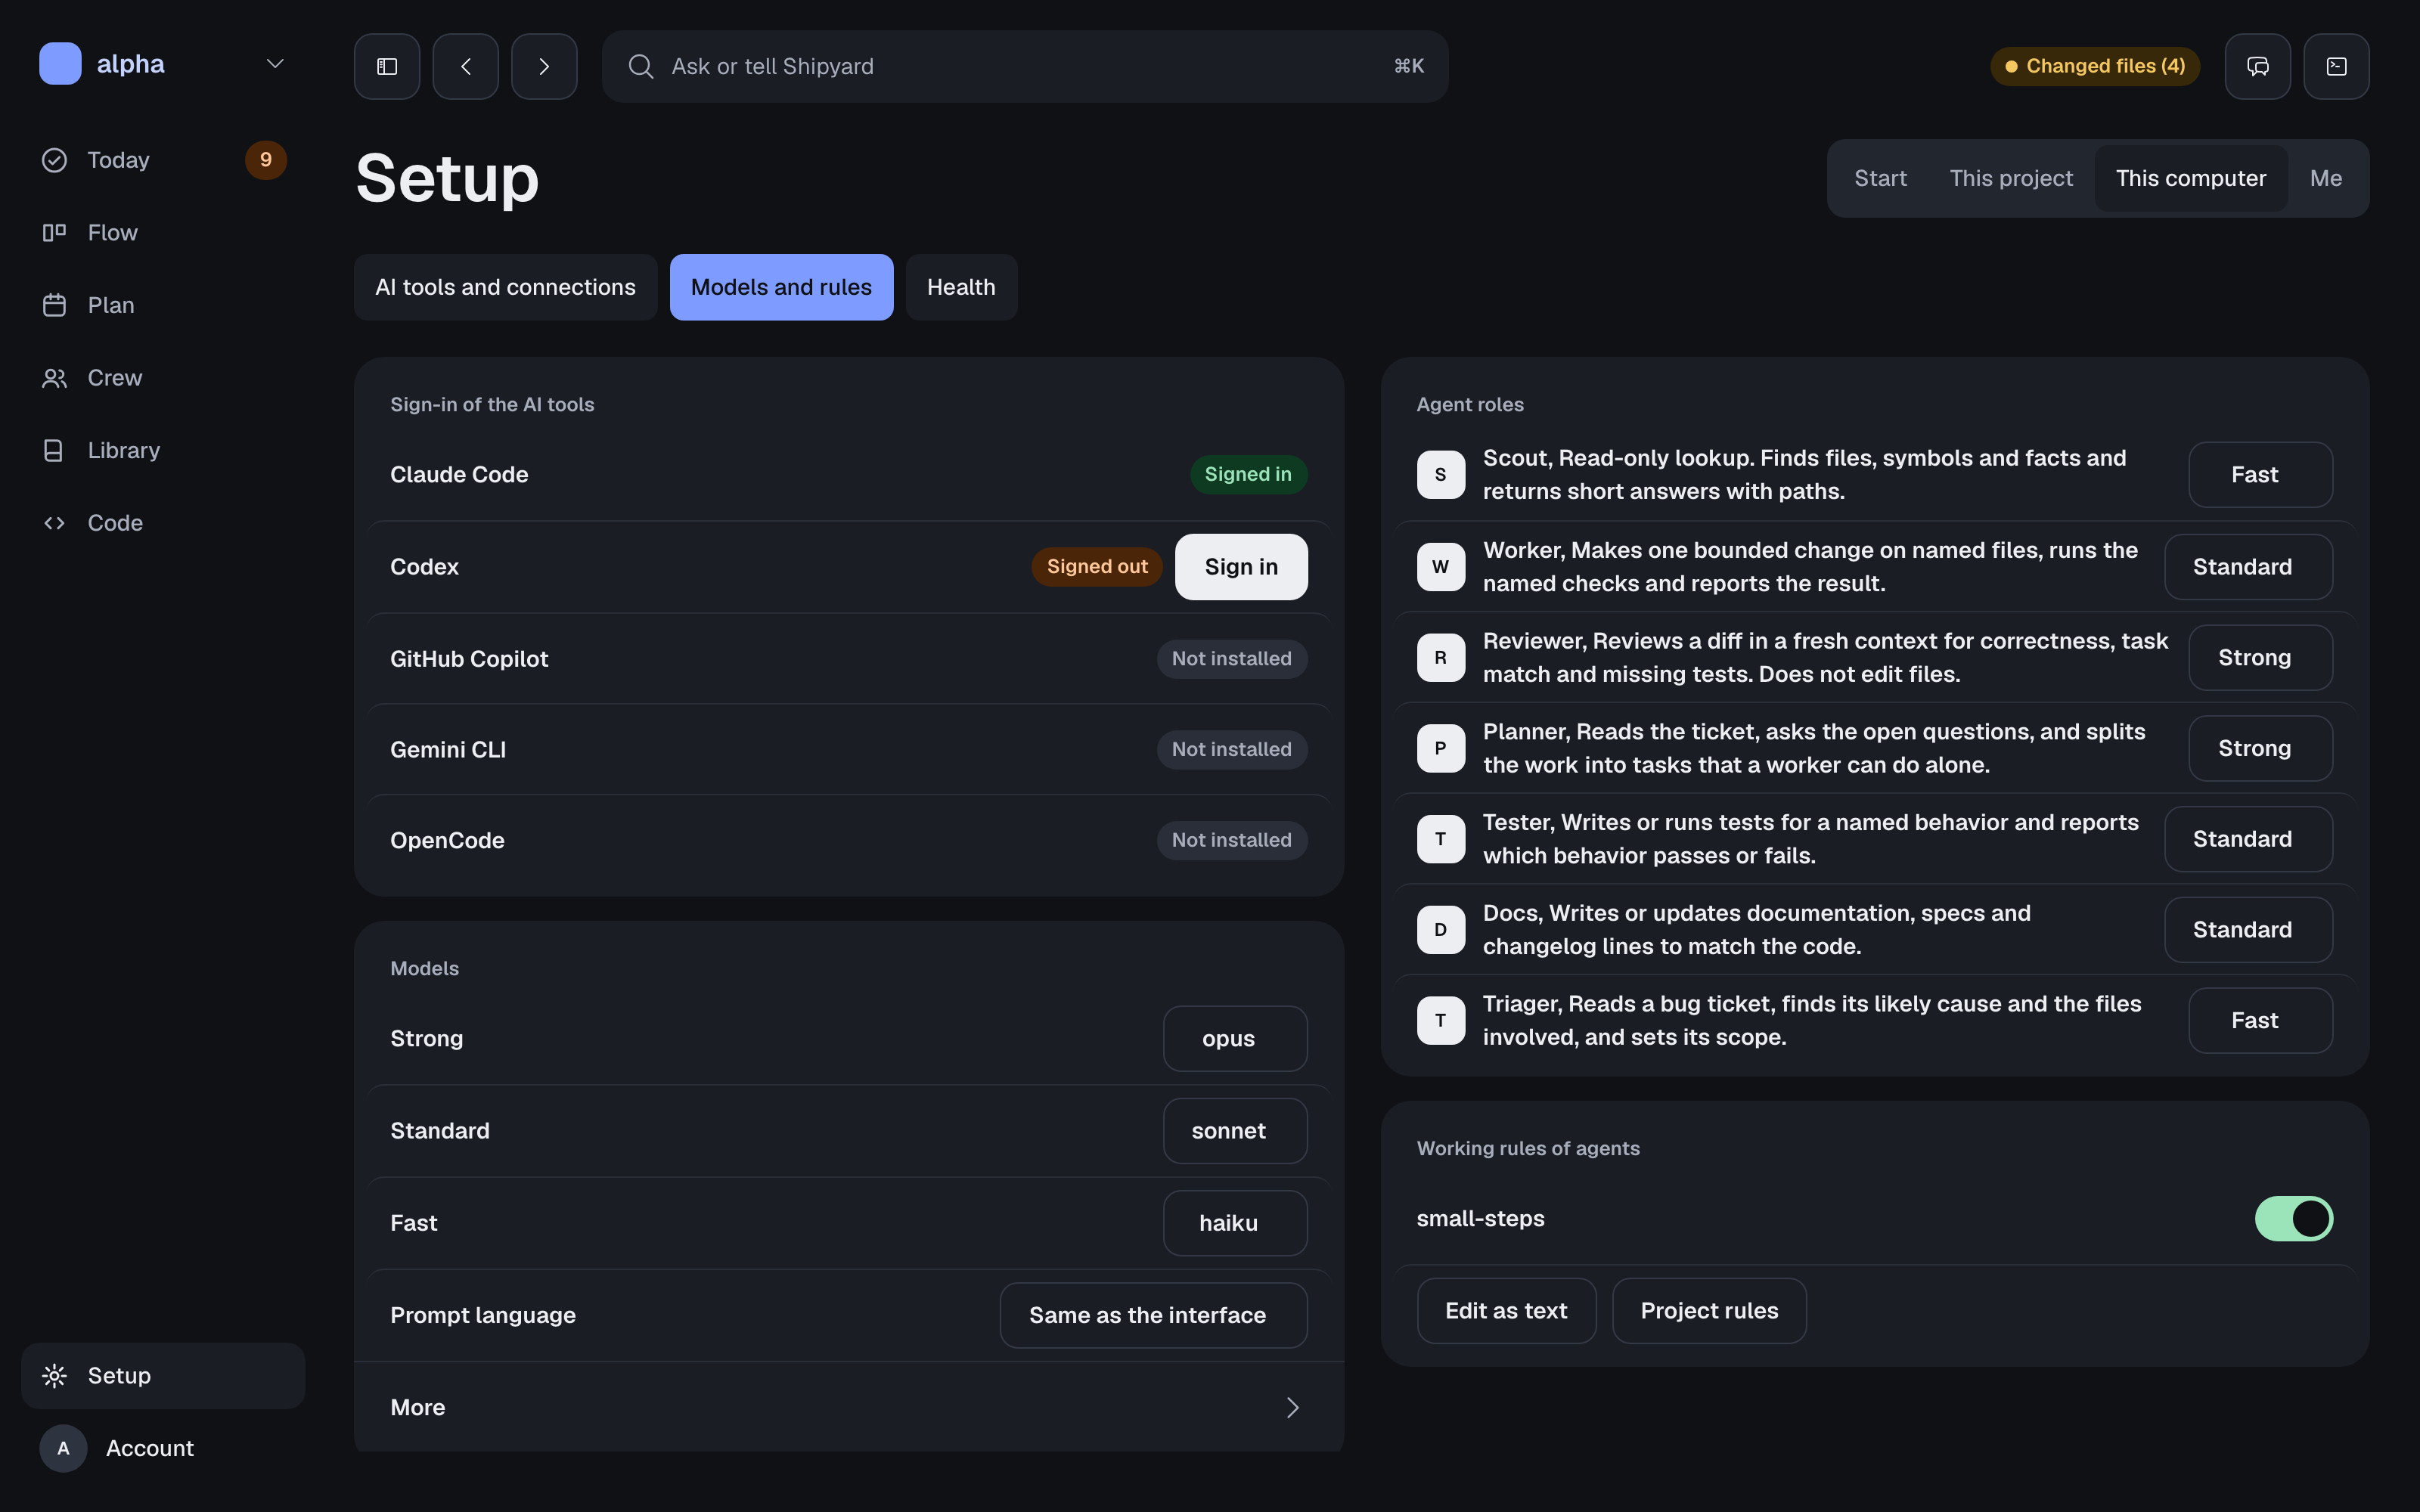 alpha
Today
9
Flow
Plan
Crew
Library
Code
Setup
A
Account
Ask or tell Shipyard
⌘K
Changed files (4)
Setup
Start
This project
This computer
Me
AI tools and connections
Models and rules
Health
Sign-in of the AI tools
Claude Code
Signed in
Codex
Signed out
Sign in
GitHub Copilot
Not installed
Gemini CLI
Not installed
OpenCode
Not installed
Models
Strong
opus
Standard
sonnet
Fast
haiku
Prompt language
Same as the interface
More
Agent roles
S
Scout, Read-only lookup. Finds files, symbols and facts and
returns short answers with paths.
Fast
W
Worker, Makes one bounded change on named files, runs the
named checks and reports the result.
Standard
R
Reviewer, Reviews a diff in a fresh context for correctness, task
match and missing tests. Does not edit files.
Strong
P
Planner, Reads the ticket, asks the open questions, and splits
the work into tasks that a worker can do alone.
Strong
T
Tester, Writes or runs tests for a named behavior and reports
which behavior passes or fails.
Standard
D
Docs, Writes or updates documentation, specs and
changelog lines to match the code.
Standard
T
Triager, Reads a bug ticket, finds its likely cause and the files
involved, and sets its scope.
Fast
Working rules of agents
small-steps
Edit as text
Project rules